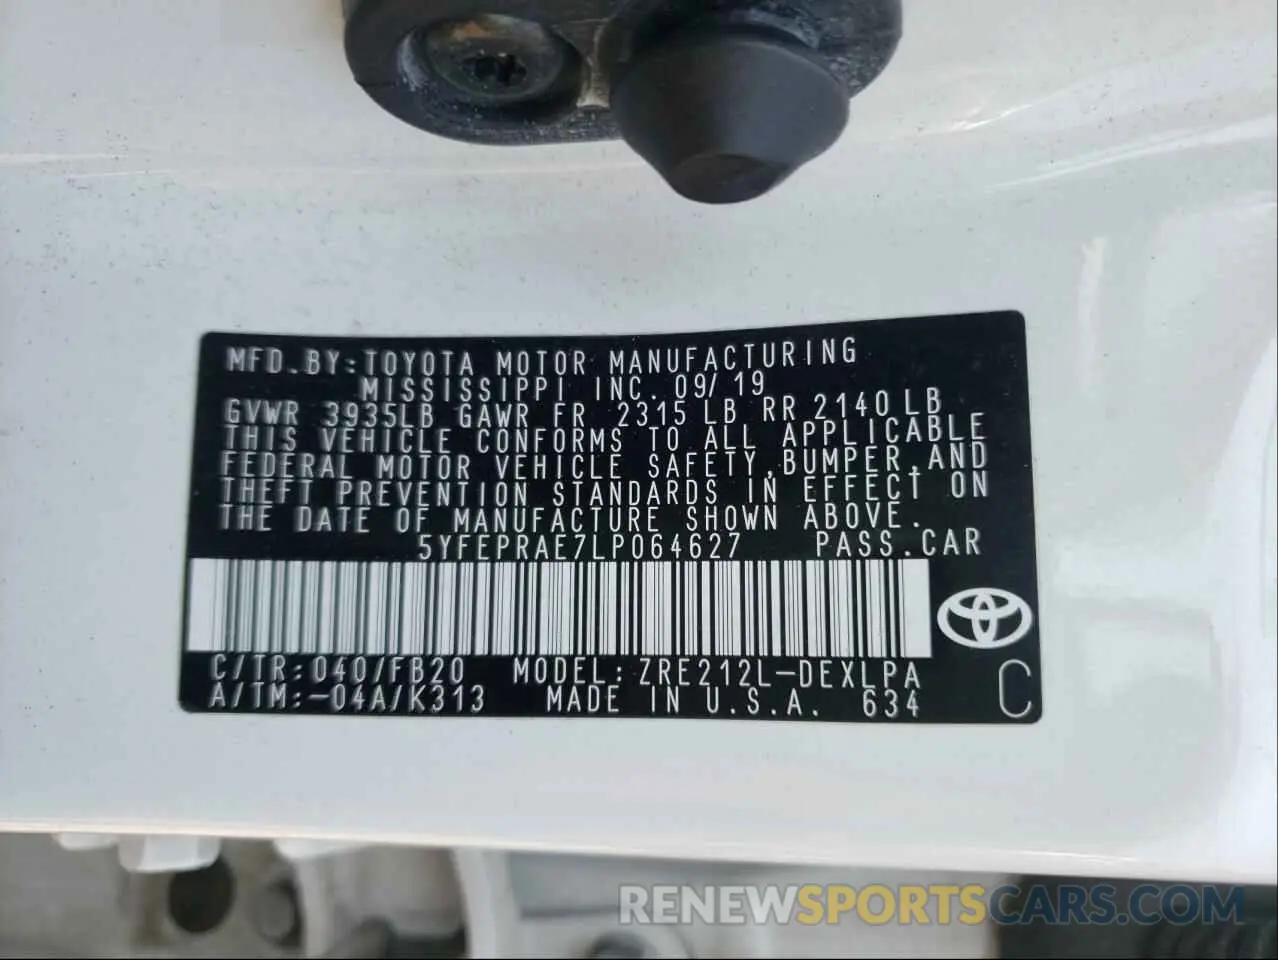 MFD.BY:TOYOTA MOTOR MANUFACTURING
MISSISSIPPI INC. 09/19
GVWR 3935LB GAWR FR 2315 LB RR 2140 LB
THIS VEHICLE CONFORMS TO ALL APPLICABLE
FEDERAL MOTOR VEHICLE SAFETY,BUMPER,AND
THEFT PREVENTION STANDARDS IN EFFECT ON
THE DATE OF MANUFACTURE SHOWN ABOVE.
5YFEPRAE7LP064627 PASS.CAR
C/TR:040/FB20 MODEL:ZRE212L-DEXLPA
A/TM:-04A/K313 MADE IN U.S.A. 634
C
RENEWSPORTSCARS.COM